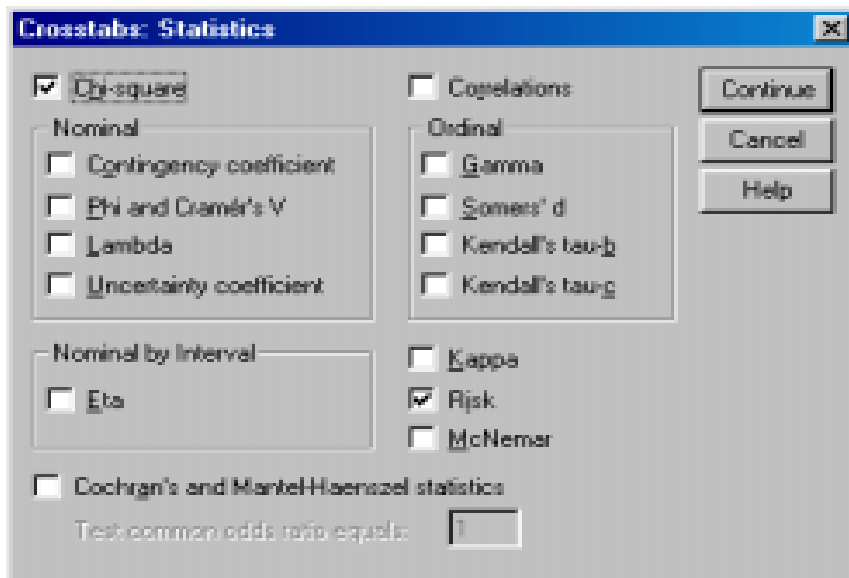 Crosstabs: Statistics
Chi-square
Correlations
Continue
Cancel
Help
Nominal
Contingency coefficient
Phi and Cramér's V
Lambda
Uncertainty coefficient
Ordinal
Gamma
Somers' d
Kendall's tau-b
Kendall's tau-c
Nominal by Interval
Eta
Kappa
Risk
McNemar
Cochran's and Mantel-Haenszel statistics
Test common odds ratio equals: 1